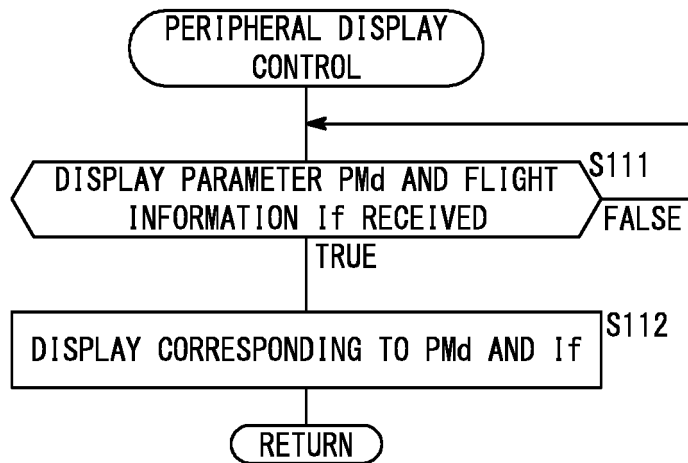 PERIPHERAL DISPLAY
CONTROL
DISPLAY PARAMETER PMd AND FLIGHT
INFORMATION If RECEIVED
S111
FALSE
TRUE
DISPLAY CORRESPONDING TO PMd AND If
S112
RETURN